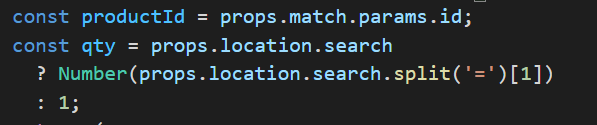 const productId = props.match.params.id;
const qty = props.location.search
? Number(props.location.search.split('=')[1])
: 1;